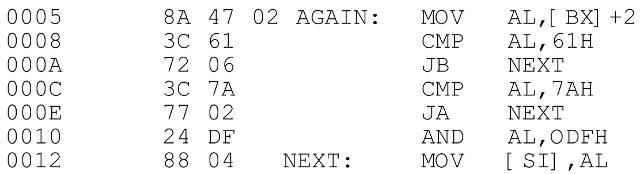 0005 8A 47 02 AGAIN: MOV AL,[BX]+2
0008 3C 61 CMP AL,61H
000A 72 06 JB NEXT
000C 3C 7A CMP AL,7AH
000E 77 02 JA NEXT
0010 24 DF AND AL,ODFH
0012 88 04 NEXT: MOV [SI],AL